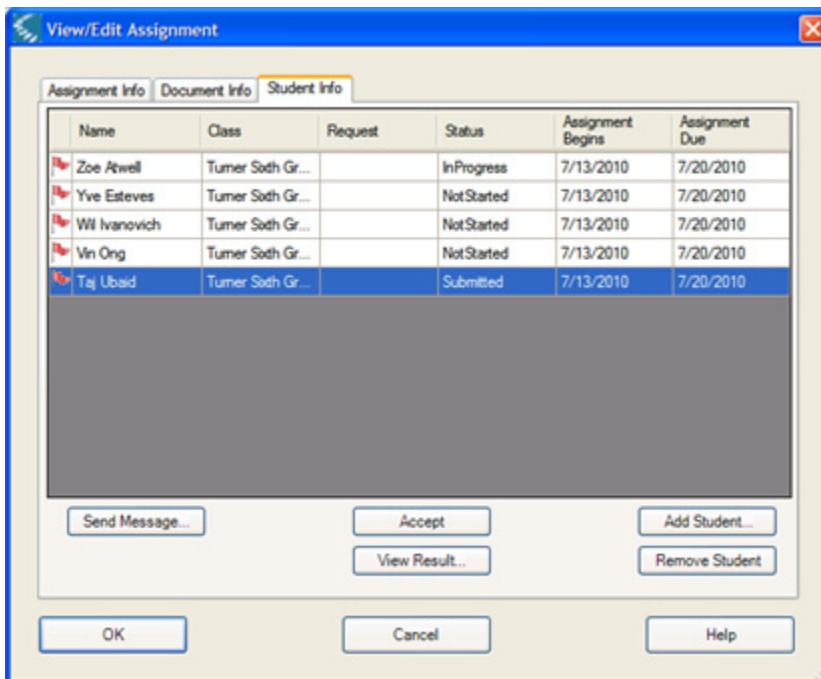 View/Edit Assignment
Assignment Info Document Info Student Info
Name Class Request Status Assignment Begins Assignment Due
Zoe Atwell Turner Sixth Gr... InProgress 7/13/2010 7/20/2010
Yve Esteves Turner Sixth Gr... NotStarted 7/13/2010 7/20/2010
Wil Ivanovich Turner Sixth Gr... NotStarted 7/13/2010 7/20/2010
Vin Ong Turner Sixth Gr... NotStarted 7/13/2010 7/20/2010
Taj Ubaid Turner Sixth Gr... Submitted 7/13/2010 7/20/2010
Send Message... Accept Add Student...
View Result... Remove Student
OK Cancel Help